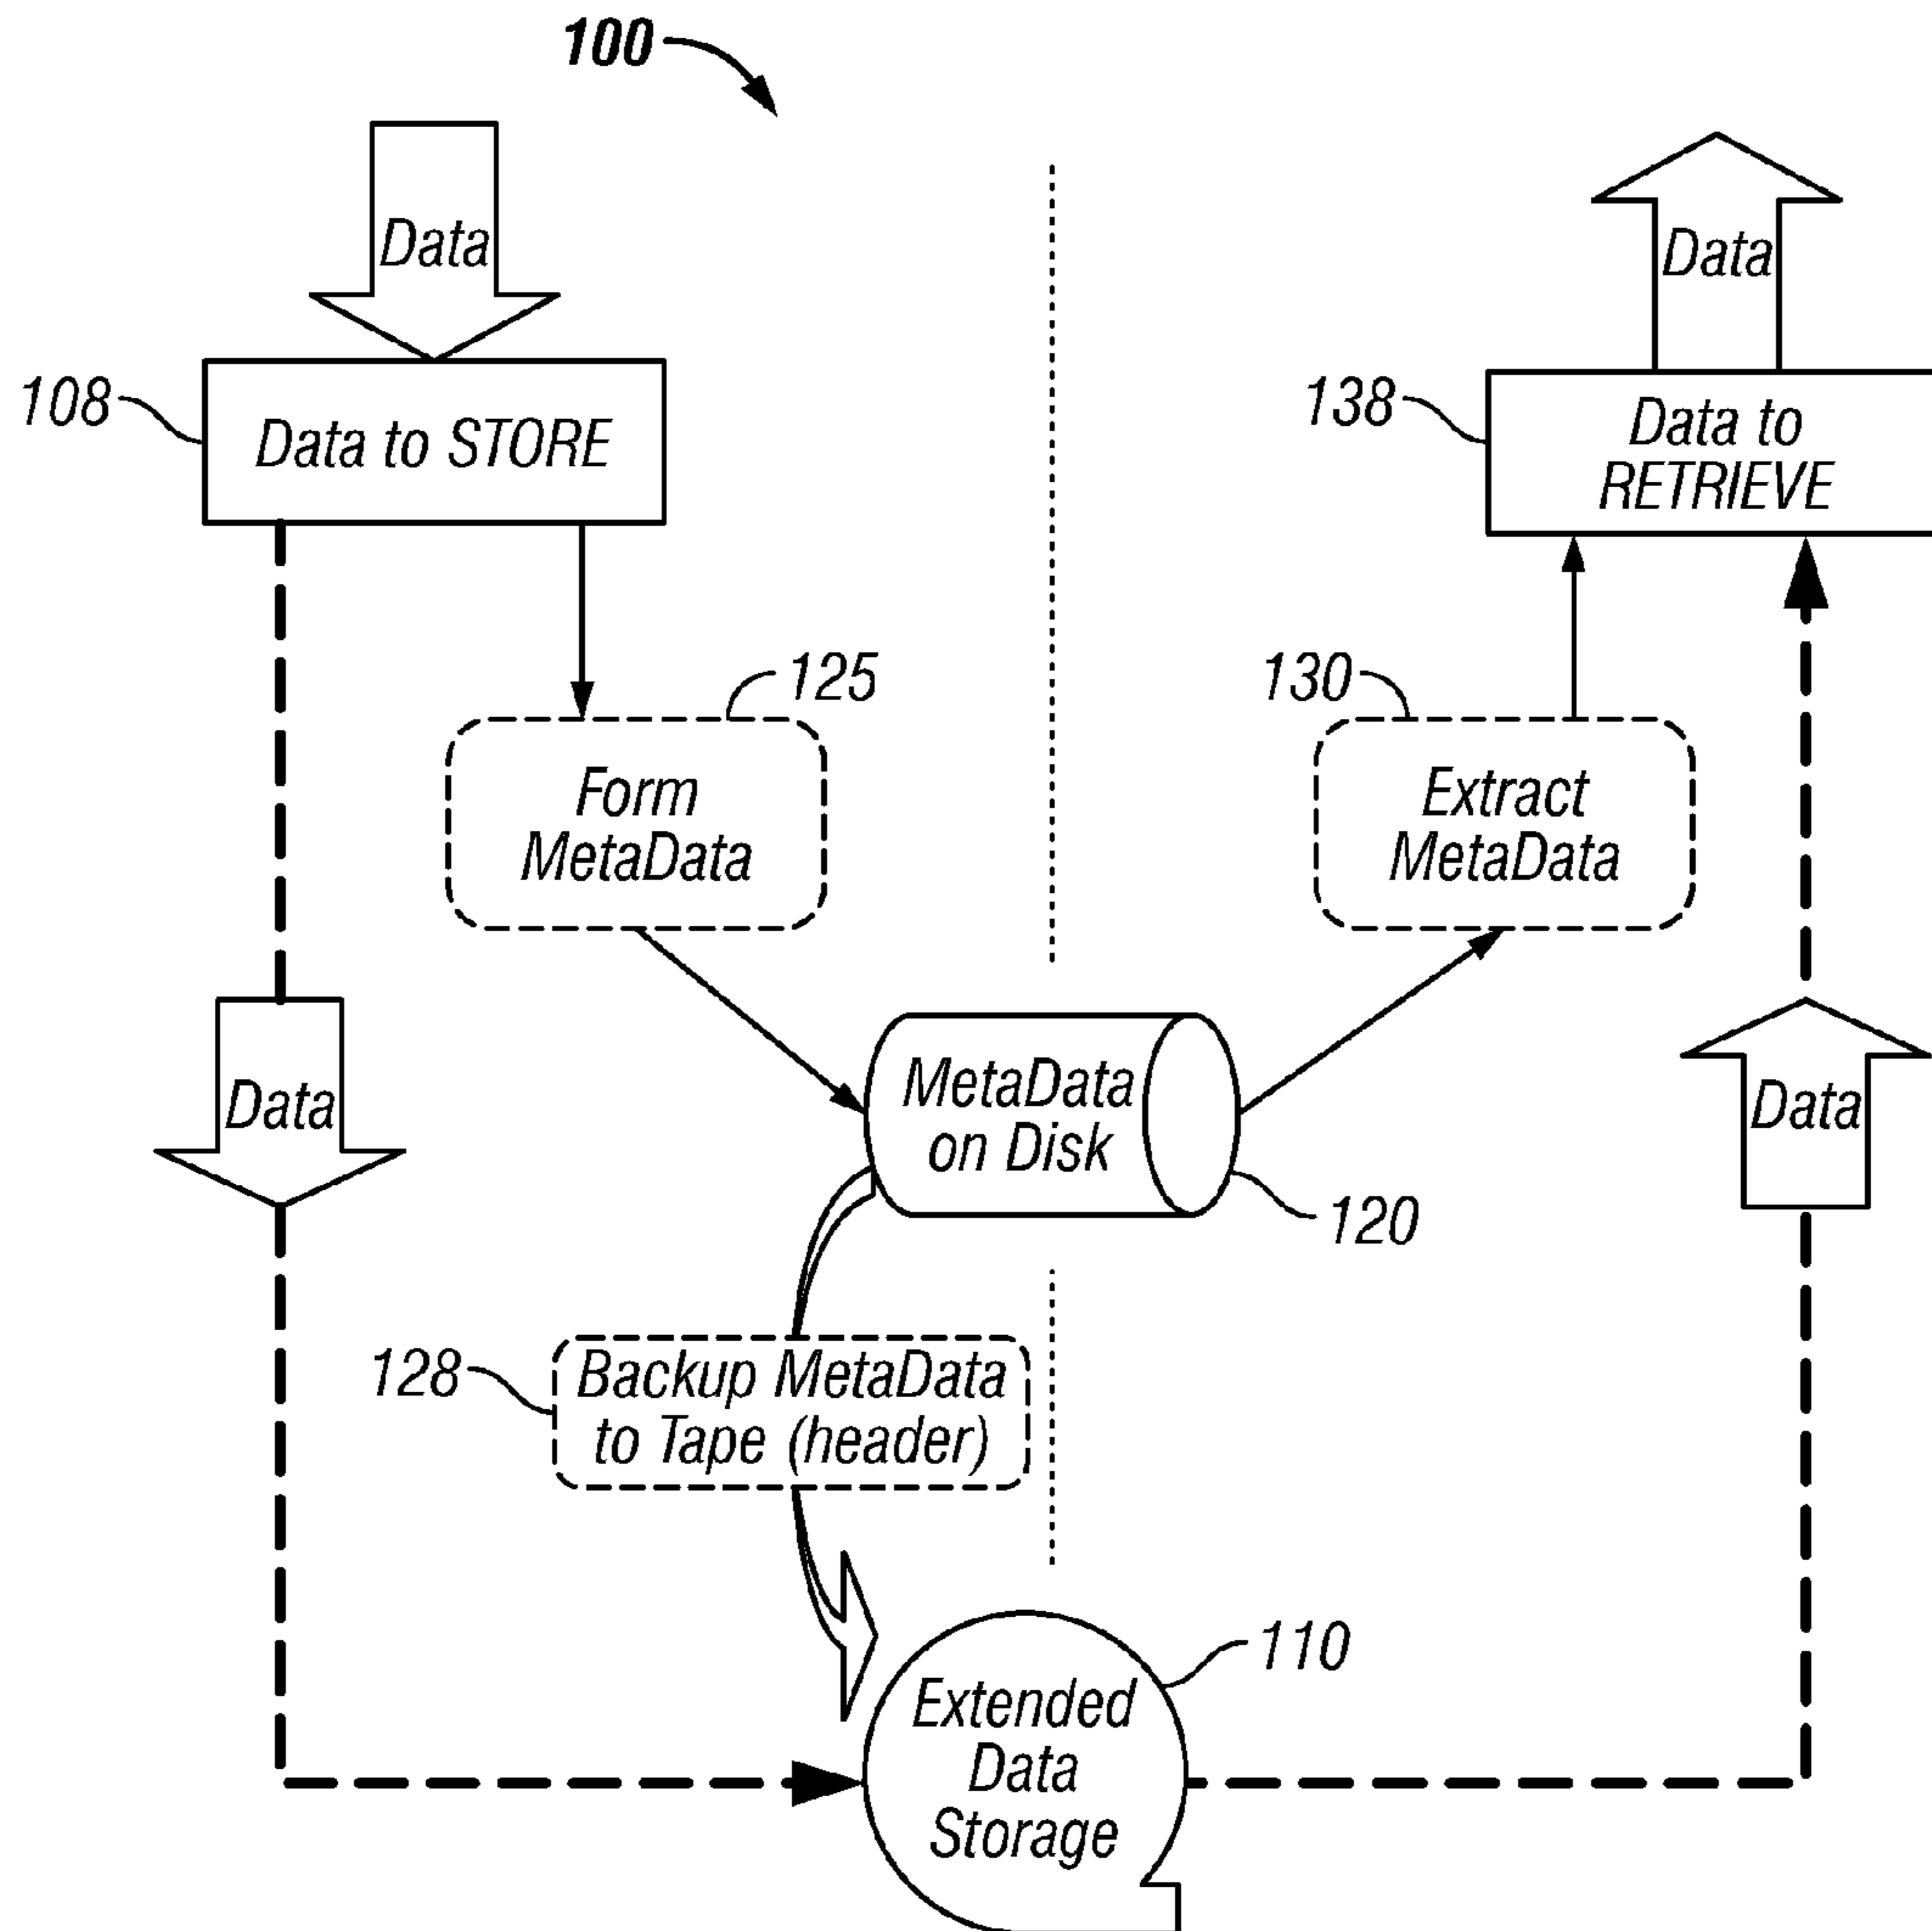 100
Data
Data
108
Data to STORE
138
Data to
RETRIEVE
125
130
Form
MetaData
Extract
MetaData
Data
MetaData
on Disk
Data
120
128
Backup MetaData
to Tape (header)
110
Extended
Data
Storage